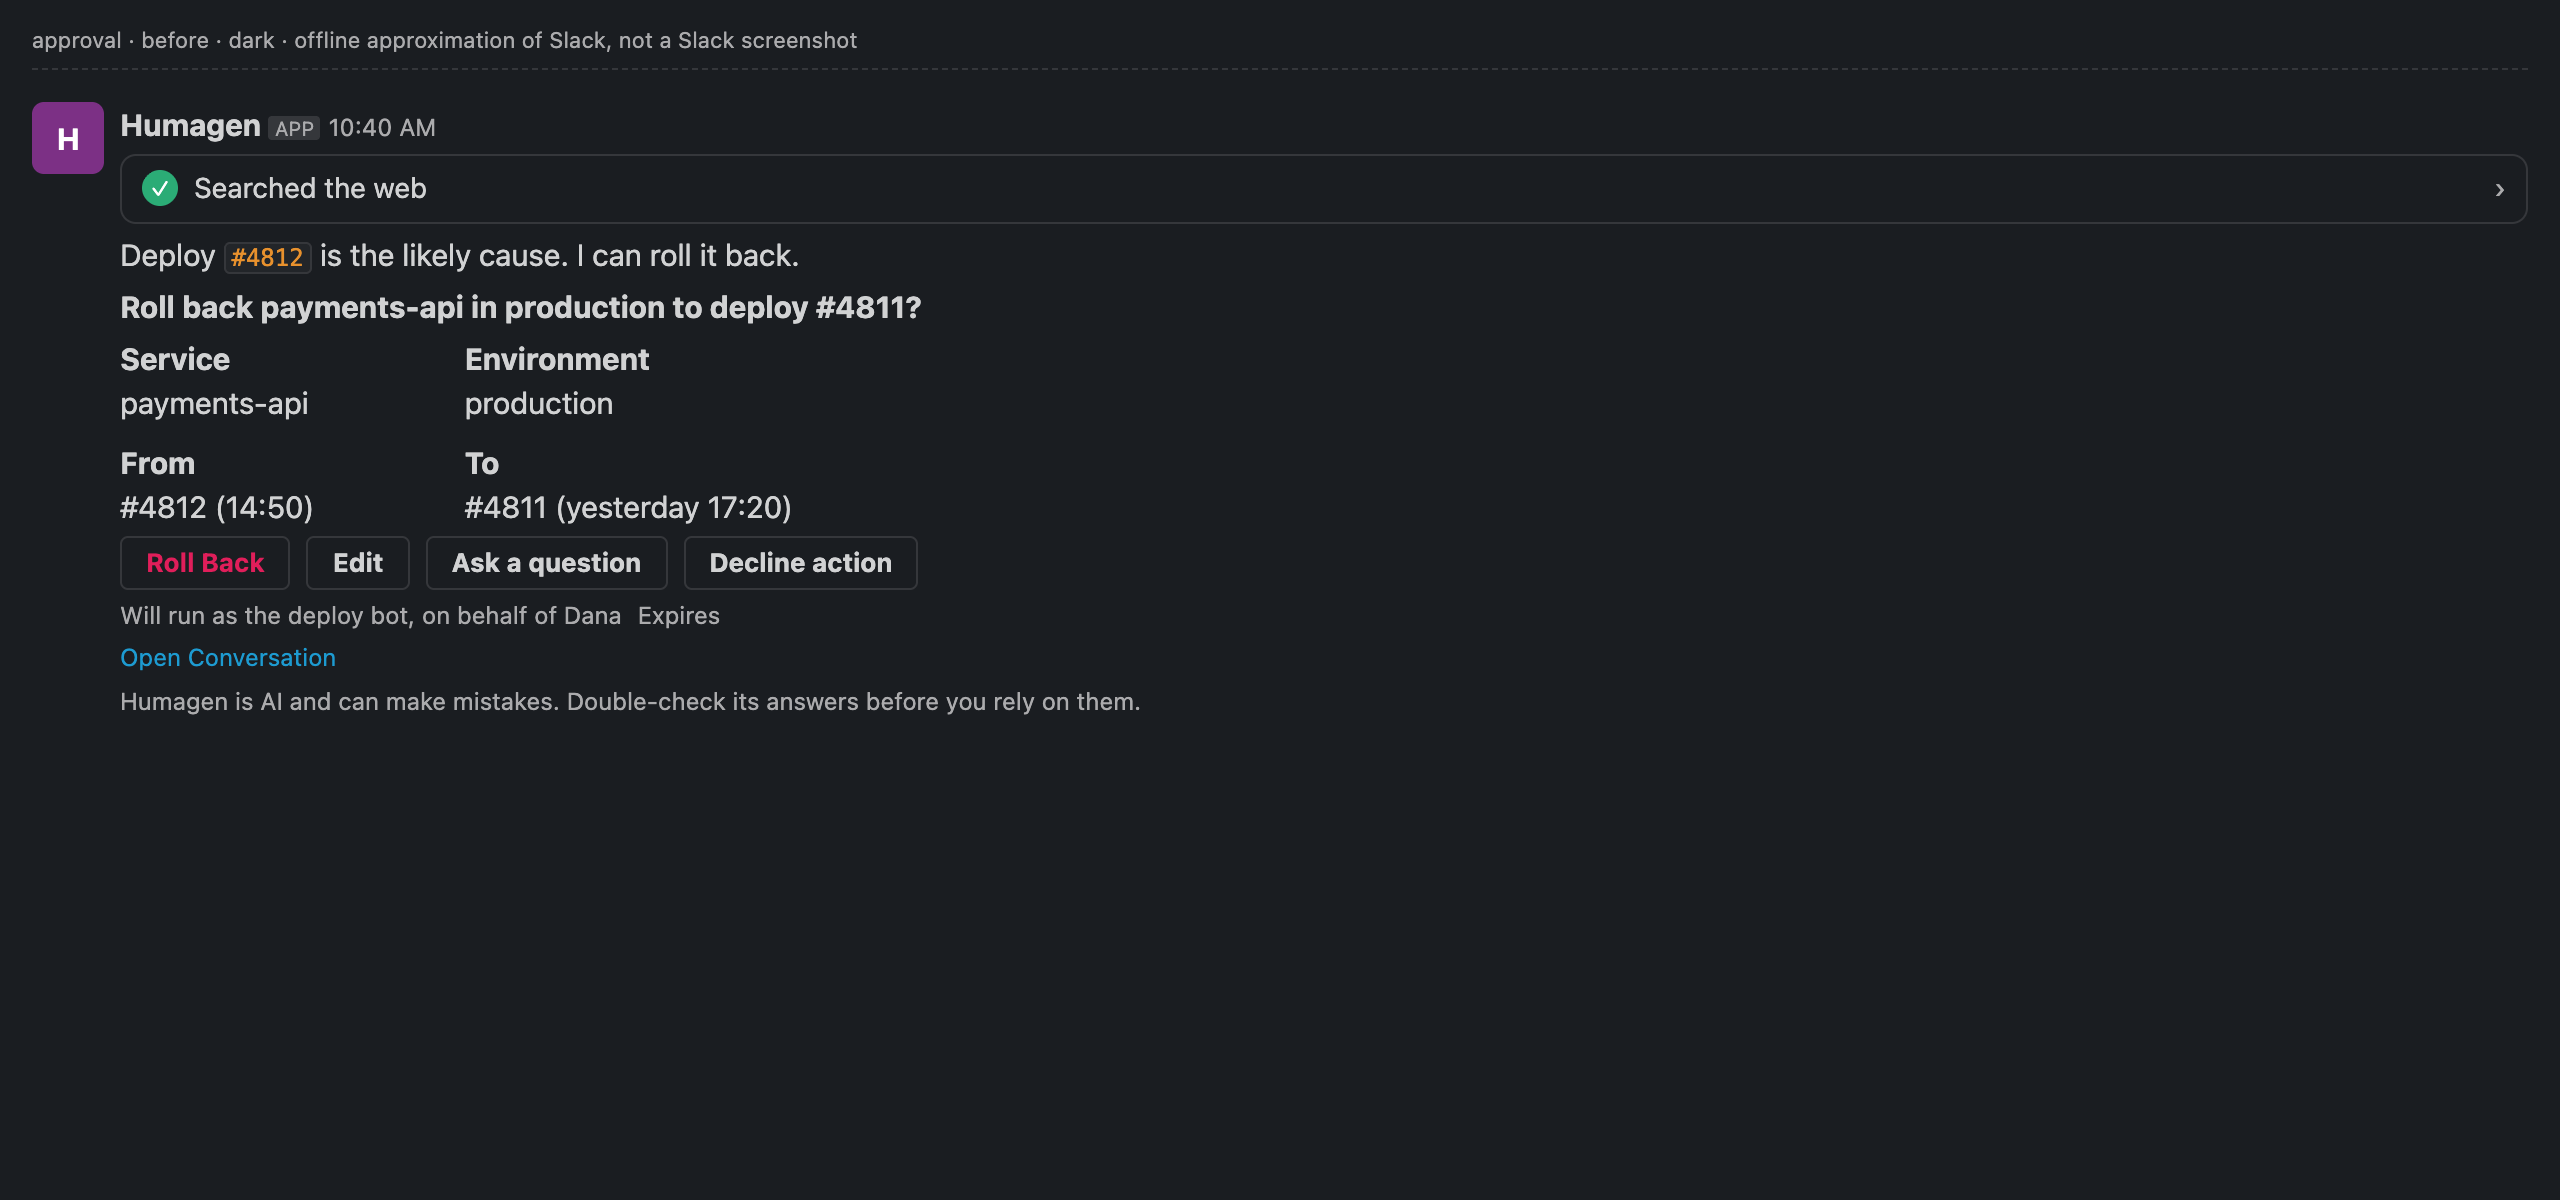 approval · before · dark · offline approximation of Slack, not a Slack screenshot
H
Humagen APP 10:40 AM
Searched the web
Deploy #4812 is the likely cause. I can roll it back.
Roll back payments-api in production to deploy #4811?
Service Environment
payments-api production
From To
#4812 (14:50) #4811 (yesterday 17:20)
Roll Back Edit Ask a question Decline action
Will run as the deploy bot, on behalf of Dana Expires
Open Conversation
Humagen is AI and can make mistakes. Double-check its answers before you rely on them.